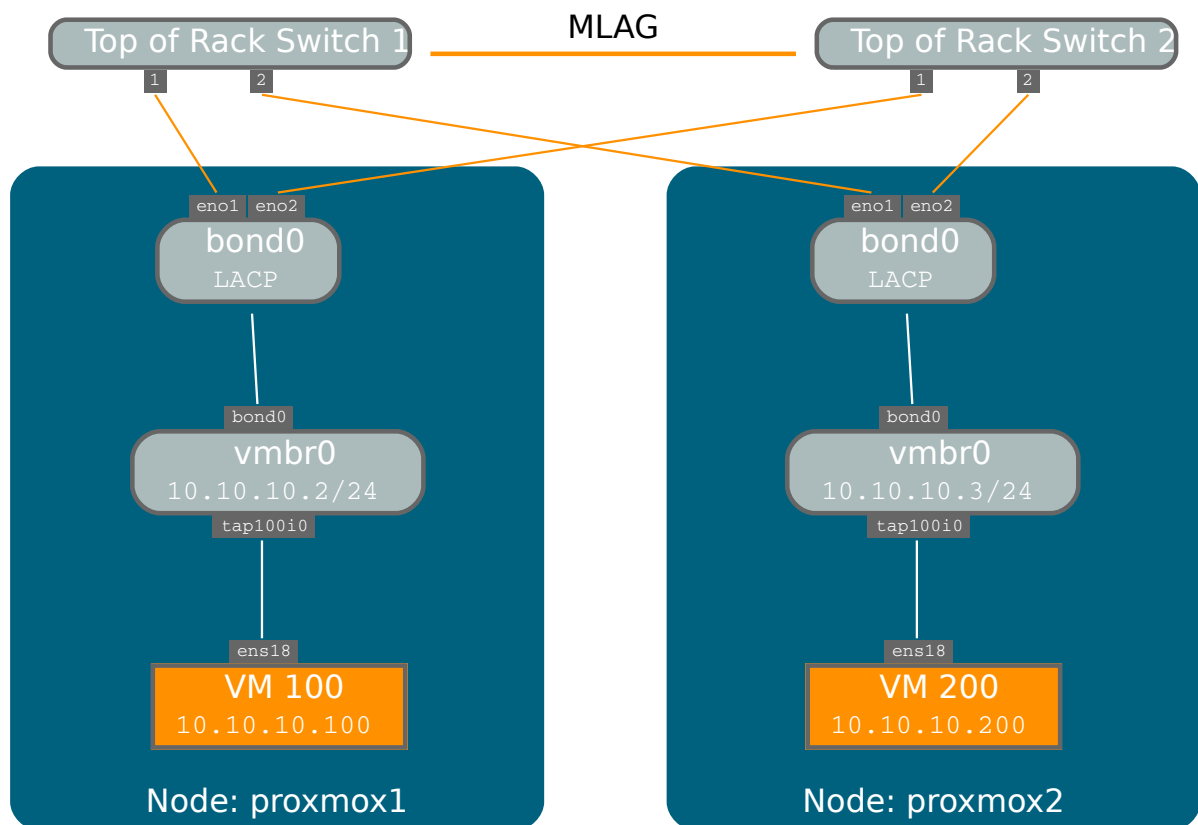 MLAG
Top of Rack Switch 1
Top of Rack Switch 2
1
2
1
2
eno1
eno2
bond0
LACP
bond0
vmbr0
10.10.10.2/24
tap100i0
ens18
VM 100
10.10.10.100
Node: proxmox1
eno1
eno2
bond0
LACP
bond0
vmbr0
10.10.10.3/24
tap100i0
ens18
VM 200
10.10.10.200
Node: proxmox2